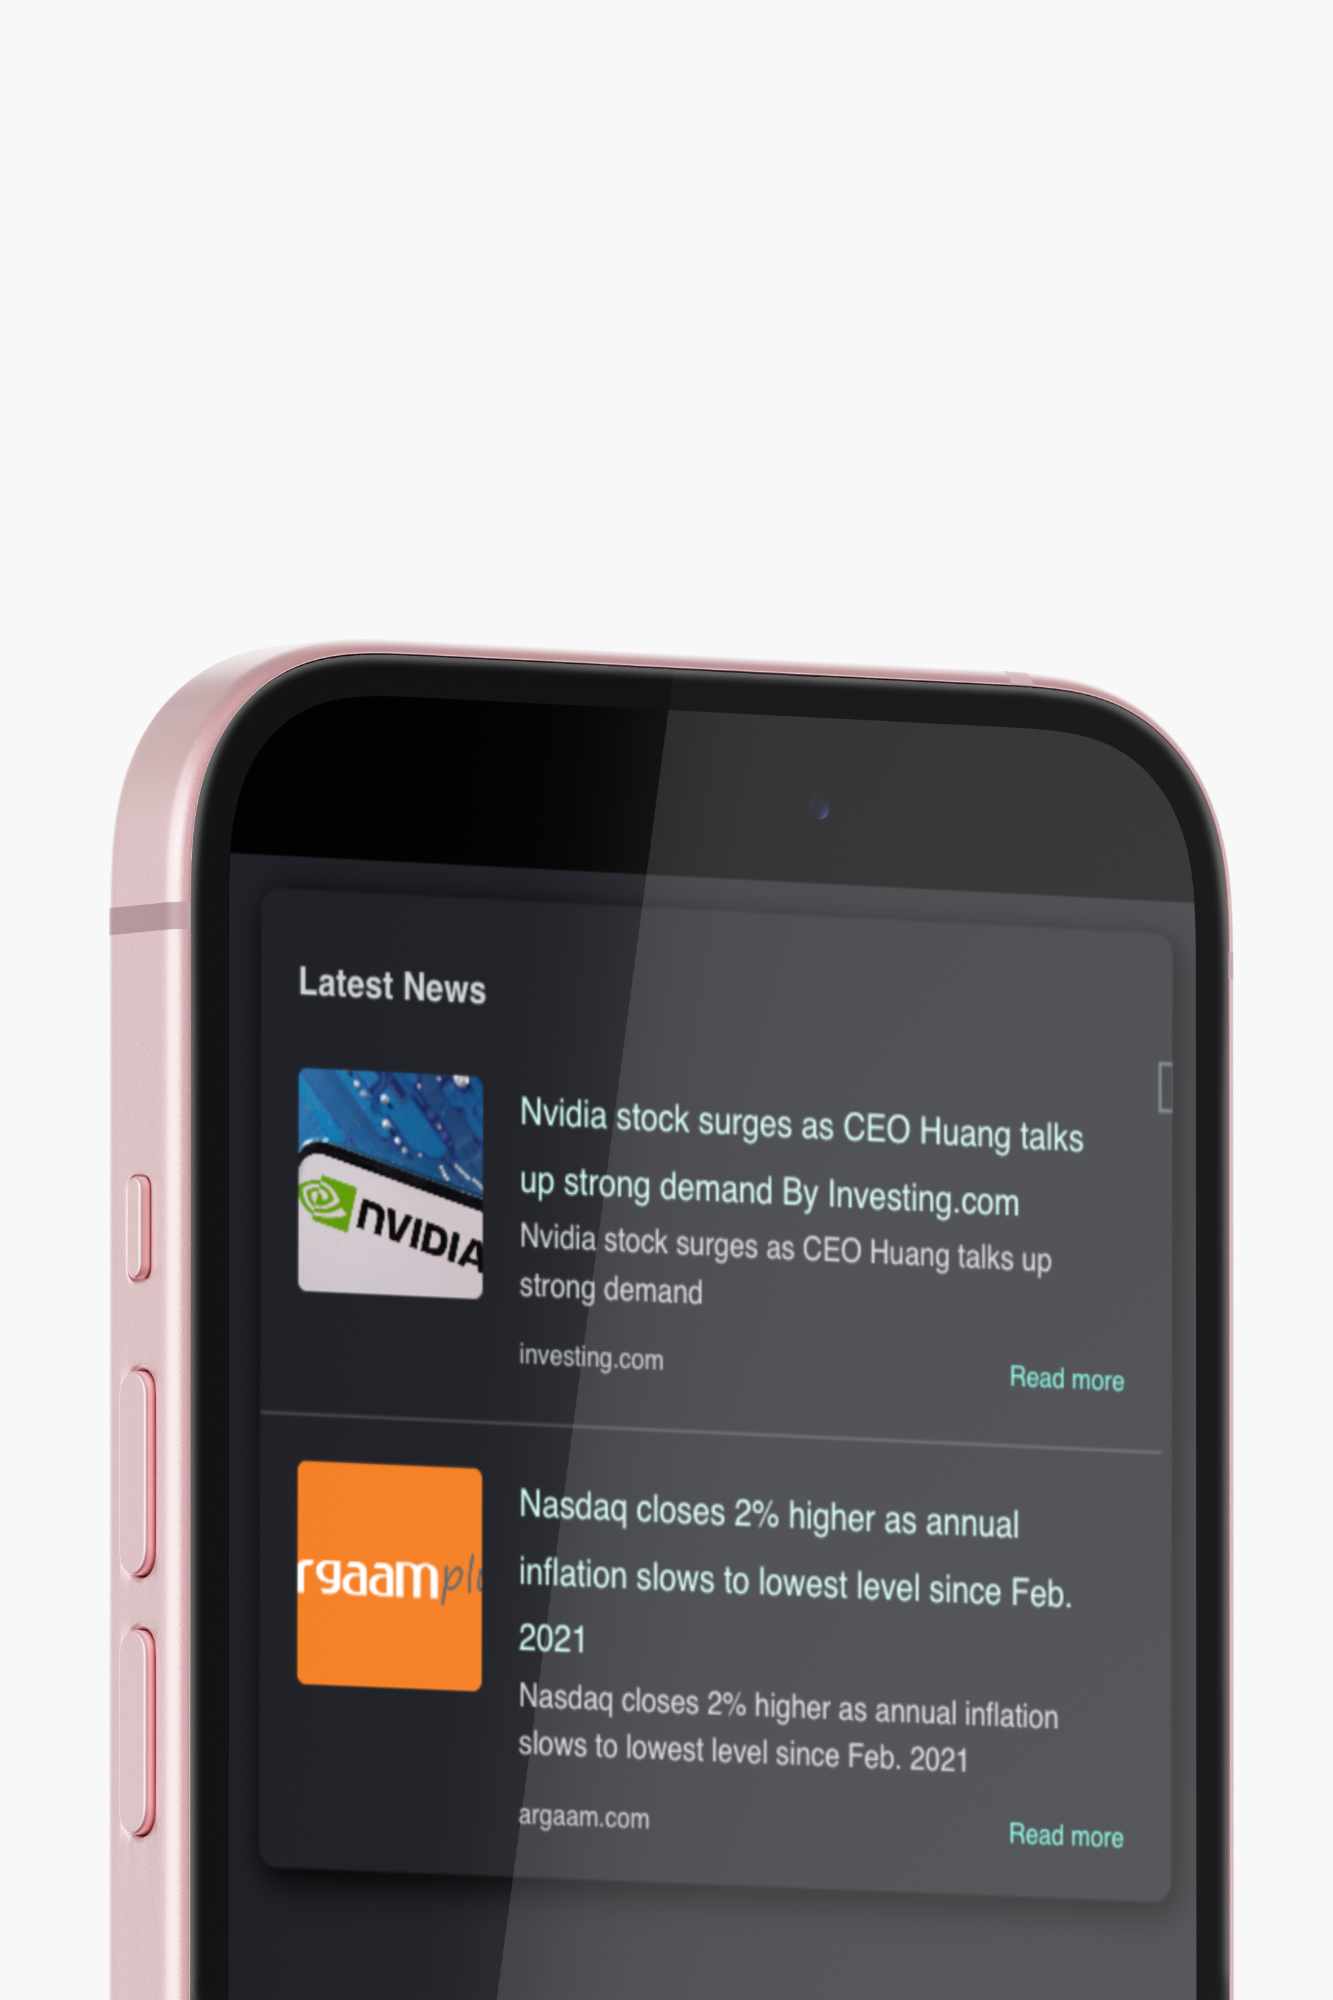 Latest News
nVIDIA
Nvidia stock surges as CEO Huang talks
up strong demand By Investing.com
Nvidia stock surges as CEO Huang talks up
strong demand
investing.com
Read more
rgaamplu
Nasdaq closes 2% higher as annual
inflation slows to lowest level since Feb.
2021
Nasdaq closes 2% higher as annual inflation
slows to lowest level since Feb. 2021
argaam.com
Read more